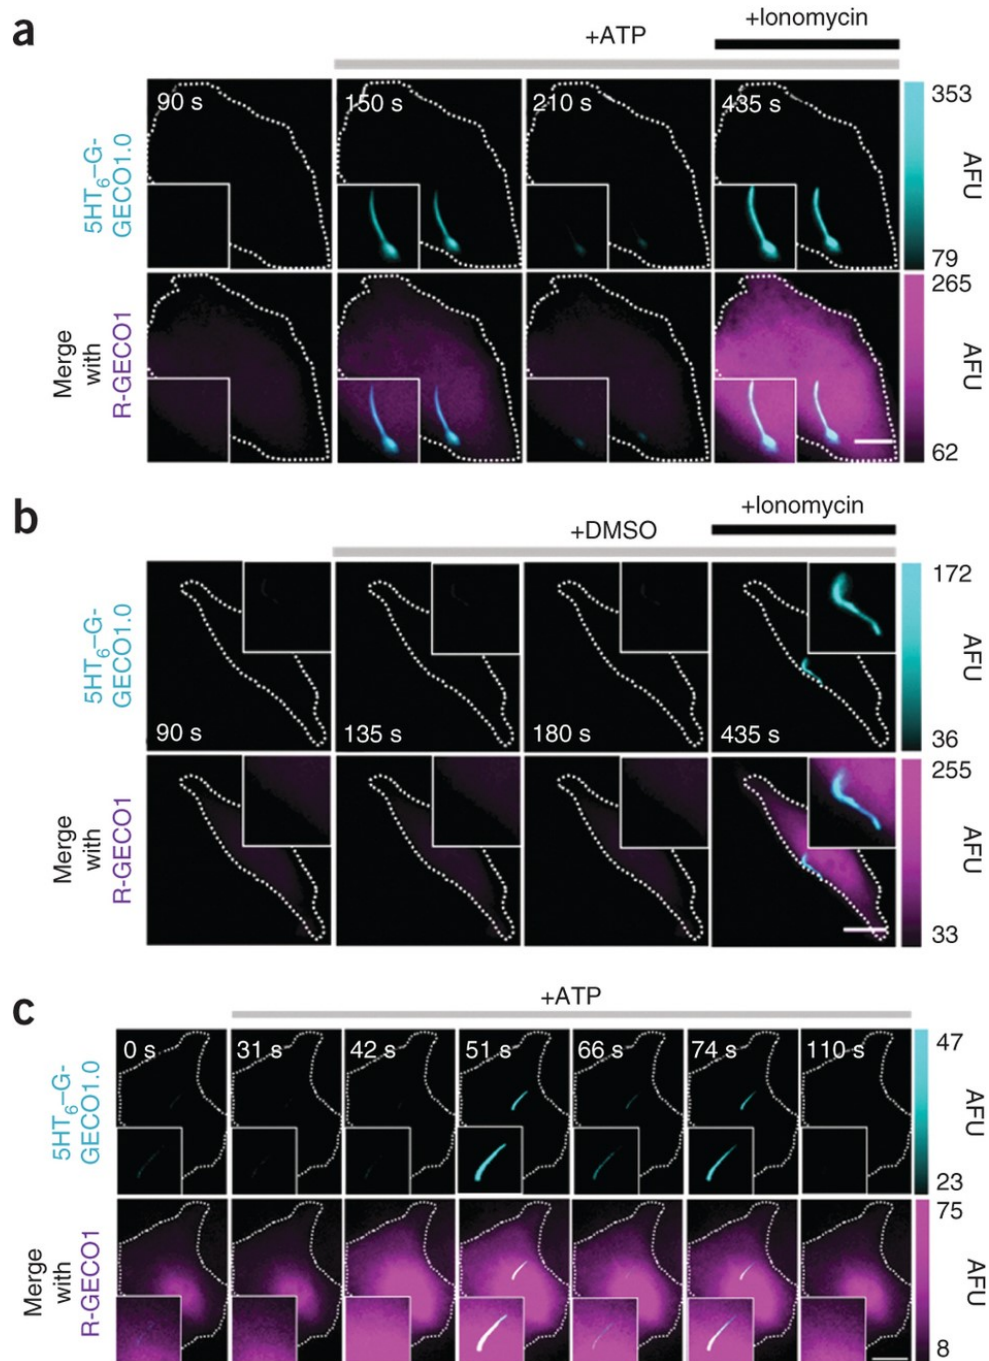 a
+Ionomycin
+ATP
90 s
150 s
210 s
435 s
5HT6–G-
GECO1.0
353
AFU
79
Merge
with
R-GECO1
265
AFU
62
b
+Ionomycin
+DMSO
5HT6–G-
GECO1.0
90 s
135 s
180 s
435 s
172
AFU
36
Merge
with
R-GECO1
255
AFU
33
c
+ATP
0 s
31 s
42 s
51 s
66 s
74 s
110 s
5HT6–G-
GECO1.0
47
AFU
23
Merge
with
R-GECO1
75
AFU
8